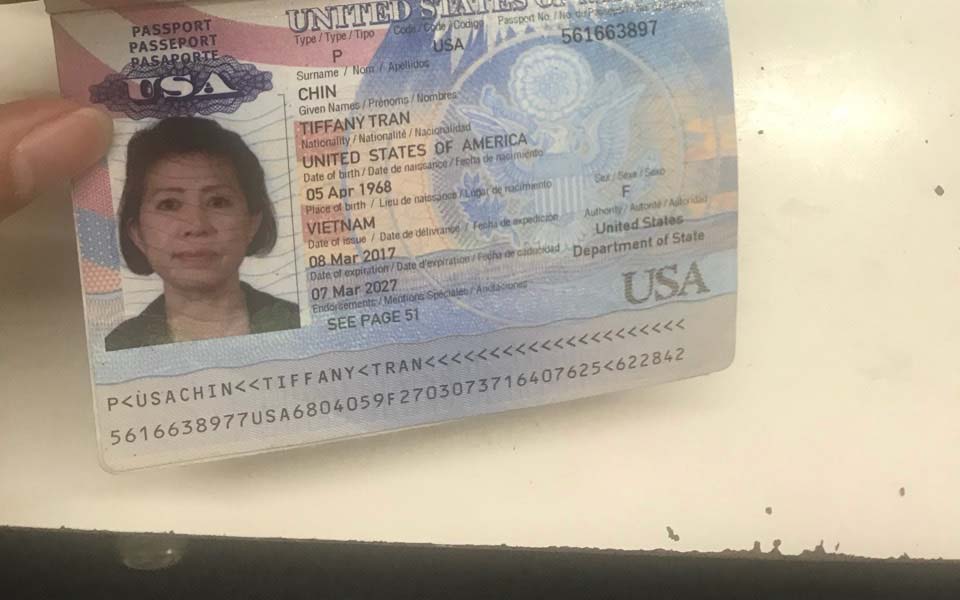 PASSPORT
PASSEPORT
PASAPORTE
USA
UNITED STATES OF
Type / Type / Tipo Code / Code / Codigo Passport No. / No. du Passeport / No. de Pasaporte
P USA 561663897
Surname / Nom / Apellidos
CHIN
Given Names / Prénoms / Nombres
TIFFANY TRAN
Nationality / Nationalité / Nacionalidad
UNITED STATES OF AMERICA
Date of birth / Date de naissance / Fecha de nacimiento
05 Apr 1968
Place of birth / Lieu de naissance / Lugar de nacimiento Sex / Sexe / Sexo
VIETNAM F
Date of issue / Date de délivrance / Fecha de expedición Authority / Autorité / Autoridad
08 Mar 2017 United States
Date of expiration / Date d'expiration / Fecha de caducidad Department of State
07 Mar 2027
Endorsements / Mentions Spéciales / Anotaciones
SEE PAGE 51
USA
P<USACHIN<<TIFFANY<TRAN<<<<<<<<<<<<<<<<<<<<<
5616638977USA6804059F2703073716407625<622842